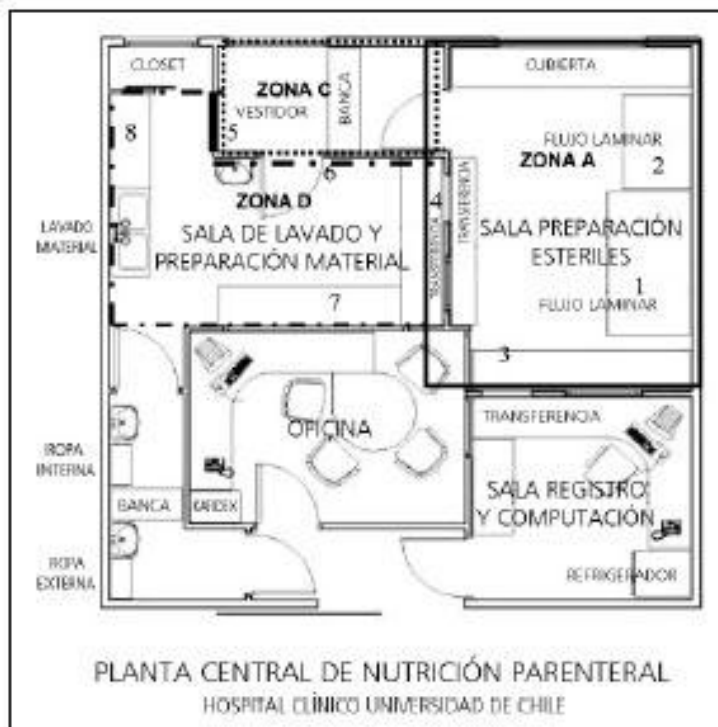 CLOSET
ZONA C
VESTIDOR
BANCA
CUBIERTA
8
5
6
FLUJO LAMINAR
ZONA A
2
ZONA D
4
TRANSFERENCIA
TRANSFERENCIA
LAVADO
MATERIAL
SALA DE LAVADO Y
PREPARACIÓN MATERIAL
SALA PREPARACIÓN
ESTERILES
7
1
FLUJO LAMINAR
3
OFICINA
TRANSFERENCIA
ROPA
INTERNA
BANCA
KARDEX
SALA REGISTRO
Y COMPUTACIÓN
ROPA
EXTERNA
REFRIGERADOR
PLANTA CENTRAL DE NUTRICIÓN PARENTERAL
HOSPITAL CLÍNICO UNIVERSIDAD DE CHILE